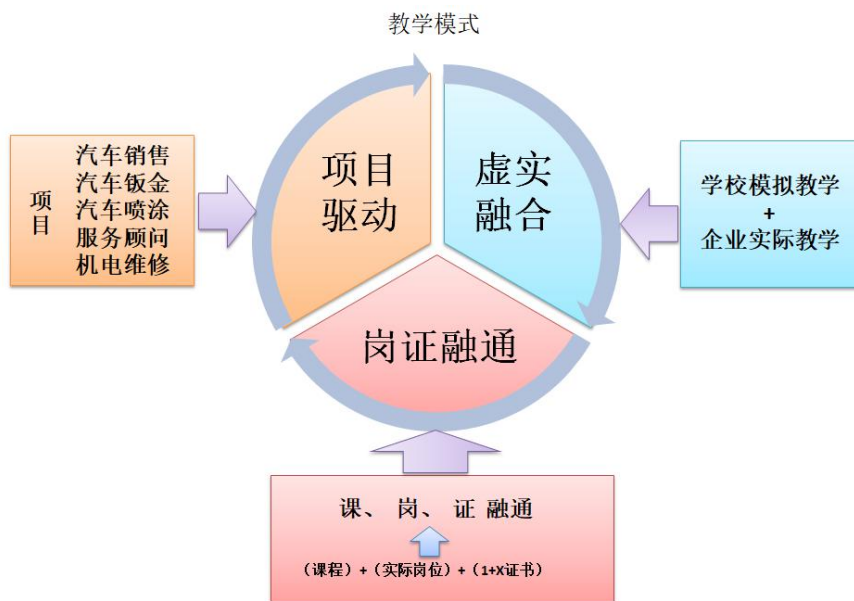 教学模式
项目
驱动
虚实
融合
岗证融通
项
目
汽车销售
汽车钣金
汽车喷涂
服务顾问
机电维修
学校模拟教学
+
企业实际教学
课、 岗、 证 融通
（课程）+（实际岗位）+（1+X证书）